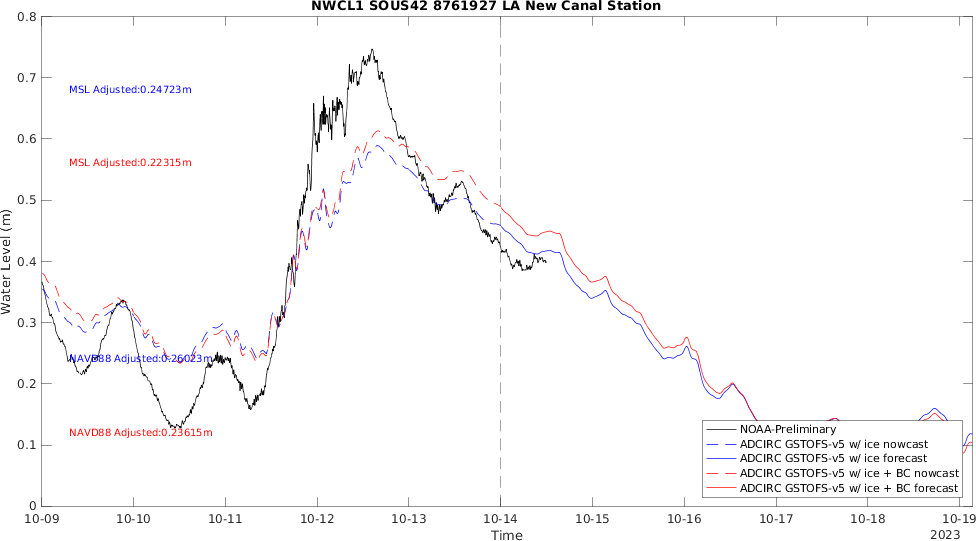 NWCL1 SOUS42 8761927 LA New Canal Station
0.8
0.7
0.6
0.5
0.4
0.3
0.2
0.1
0
Water Level (m)
MSL Adjusted:0.24723m
MSL Adjusted:0.22315m
NAVD88 Adjusted:0.26023m
NAVD88 Adjusted:0.23615m
NOAA-Preliminary
ADCIRC GSTOFS-v5 w/ ice nowcast
ADCIRC GSTOFS-v5 w/ ice forecast
ADCIRC GSTOFS-v5 w/ ice + BC nowcast
ADCIRC GSTOFS-v5 w/ ice + BC forecast
10-09 10-10 10-11 10-12 10-13 10-14 10-15 10-16 10-17 10-18 10-19
Time
2023